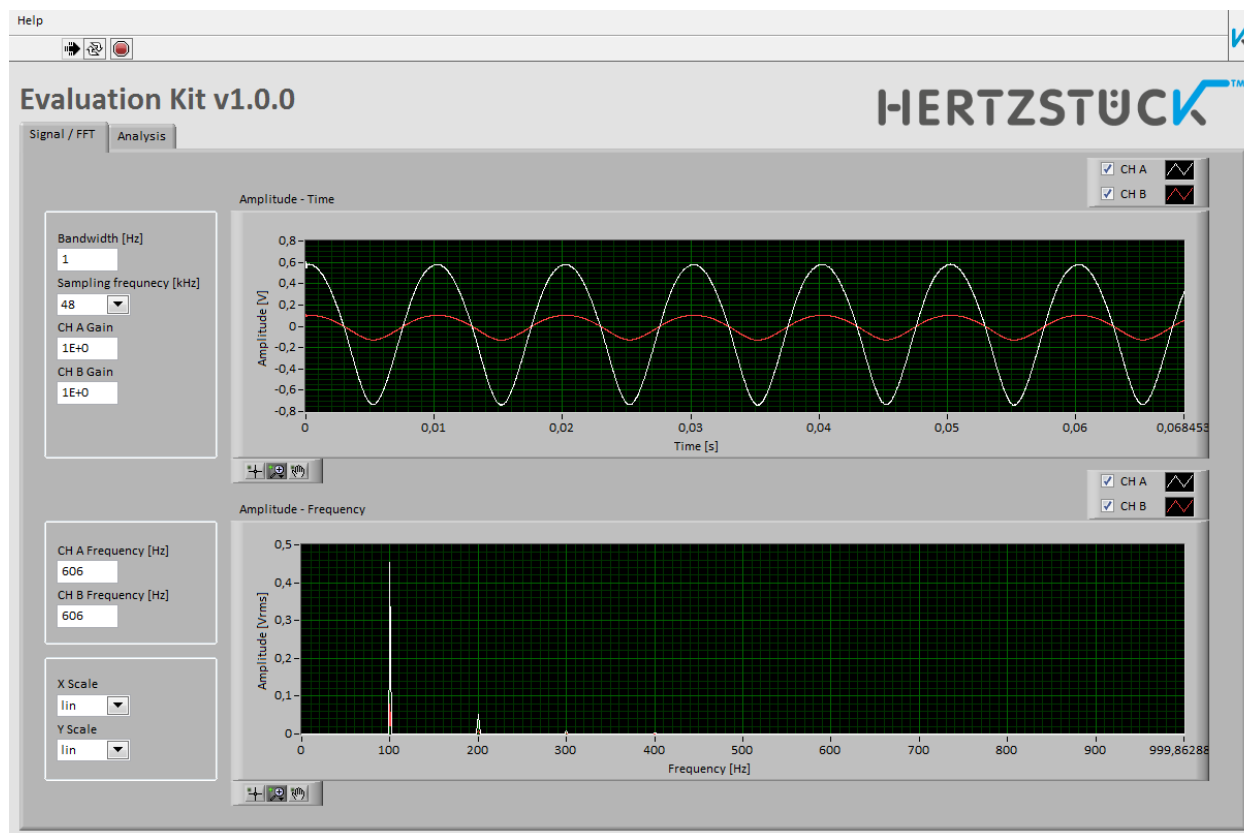 Help
Evaluation Kit v1.0.0
HERTZSTÜCK™
Signal / FFT
Analysis
CH A
CH B
Amplitude - Time
Bandwidth [Hz]
1
Sampling frequnecy [kHz]
48
CH A Gain
1E+0
CH B Gain
1E+0
Amplitude [V]
0,8
0,6
0,4
0,2
0
-0,2
-0,4
-0,6
-0,8
0 0,01 0,02 0,03 0,04 0,05 0,06 0,068453
Time [s]
CH A
CH B
Amplitude - Frequency
CH A Frequency [Hz]
606
CH B Frequency [Hz]
606
X Scale
lin
Y Scale
lin
Amplitude [Vrms]
0,5
0,4
0,3
0,2
0,1
0
0 100 200 300 400 500 600 700 800 900 999,86288
Frequency [Hz]